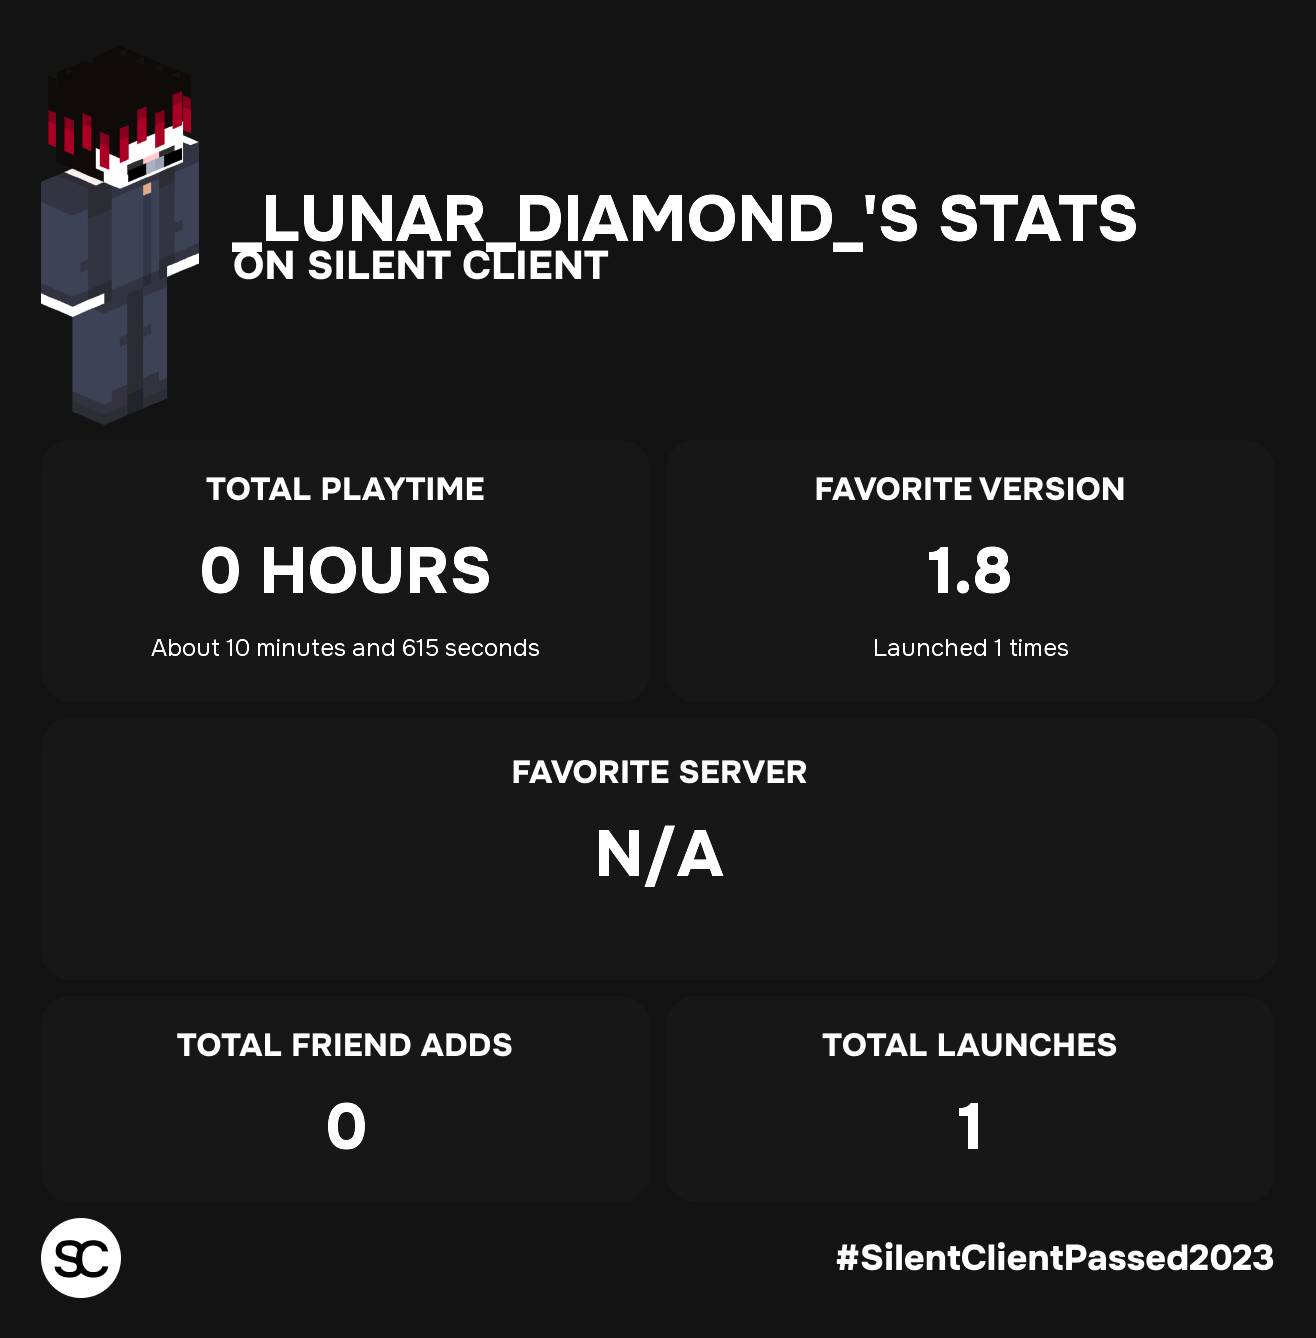 _LUNAR_DIAMOND_'S STATS
ON SILENT CLIENT
TOTAL PLAYTIME
0 HOURS
About 10 minutes and 615 seconds
FAVORITE VERSION
1.8
Launched 1 times
FAVORITE SERVER
N/A
TOTAL FRIEND ADDS
0
TOTAL LAUNCHES
1
SC
#SilentClientPassed2023